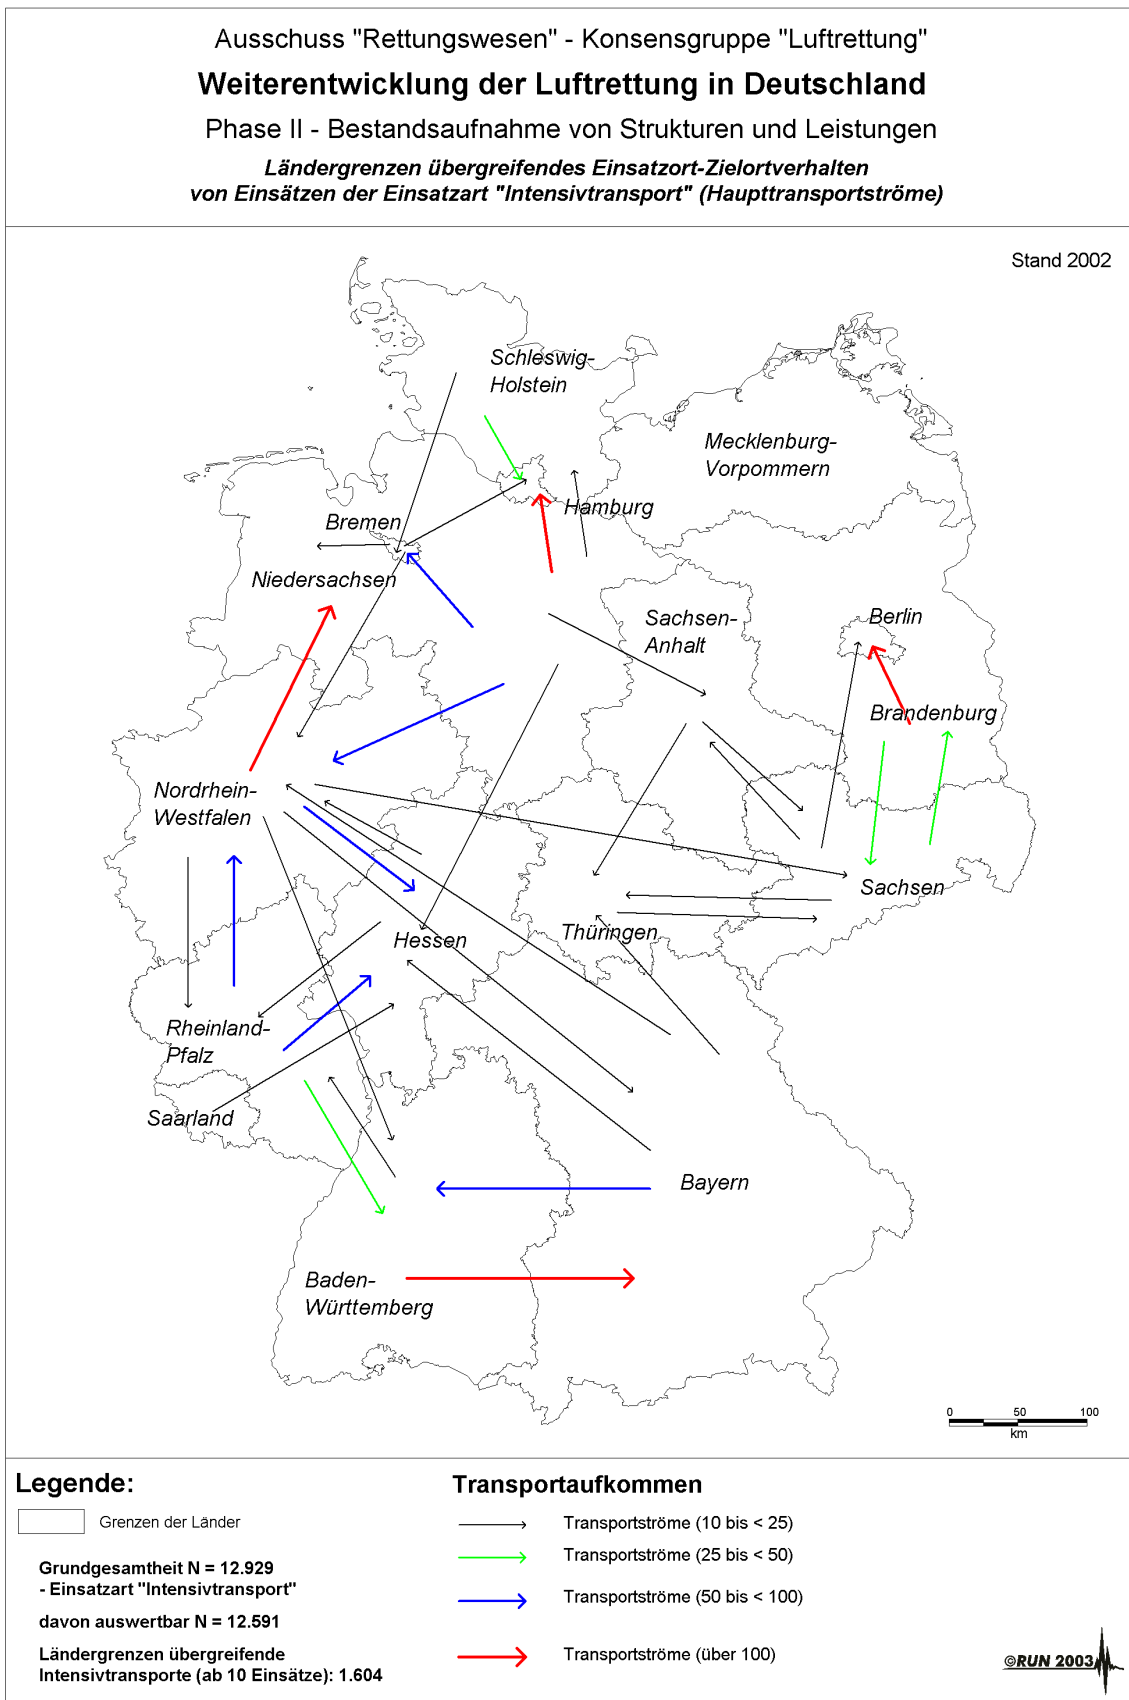 Ausschuss "Rettungswesen" - Konsensgruppe "Luftrettung"
Weiterentwicklung der Luftrettung in Deutschland
Phase II - Bestandsaufnahme von Strukturen und Leistungen
Ländergrenzen übergreifendes Einsatzort-Zielortverhalten
von Einsätzen der Einsatzart "Intensivtransport" (Haupttransportströme)
Stand 2002
Schleswig-
Holstein
Mecklenburg-
Vorpommern
Hamburg
Bremen
Niedersachsen
Sachsen-
Anhalt
Berlin
Brandenburg
Nordrhein-
Westfalen
Sachsen
Hessen
Thüringen
Rheinland-
Pfalz
Saarland
Bayern
Baden-
Württemberg
0 50 100
km
Legende:
Grenzen der Länder
Grundgesamtheit N = 12.929
- Einsatzart "Intensivtransport"
davon auswertbar N = 12.591
Ländergrenzen übergreifende
Intensivtransporte (ab 10 Einsätze): 1.604
Transportaufkommen
Transportströme (10 bis < 25)
Transportströme (25 bis < 50)
Transportströme (50 bis < 100)
Transportströme (über 100)
©RUN 2003